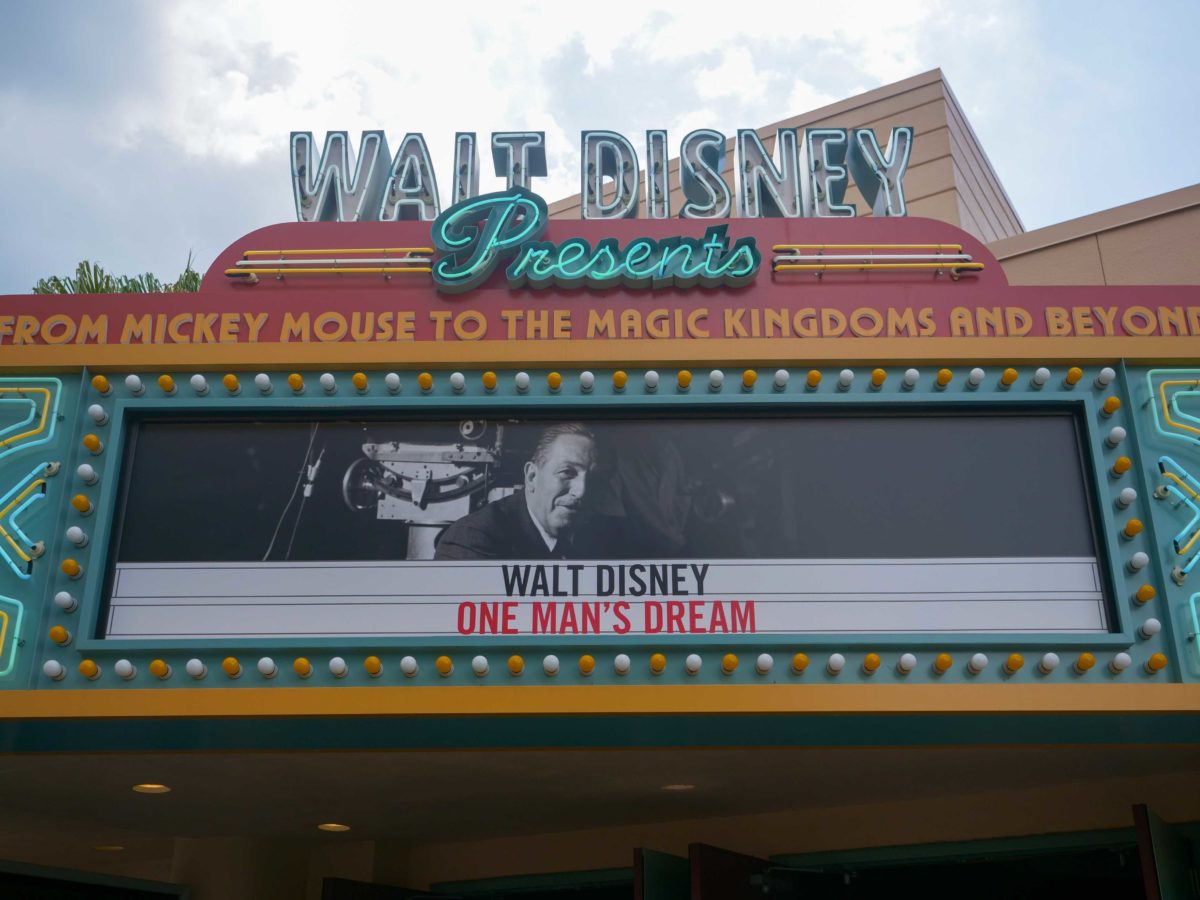 WALT DISNEY
Presents
FROM MICKEY MOUSE TO THE MAGIC KINGDOMS AND BEYOND
WALT DISNEY
ONE MAN'S DREAM